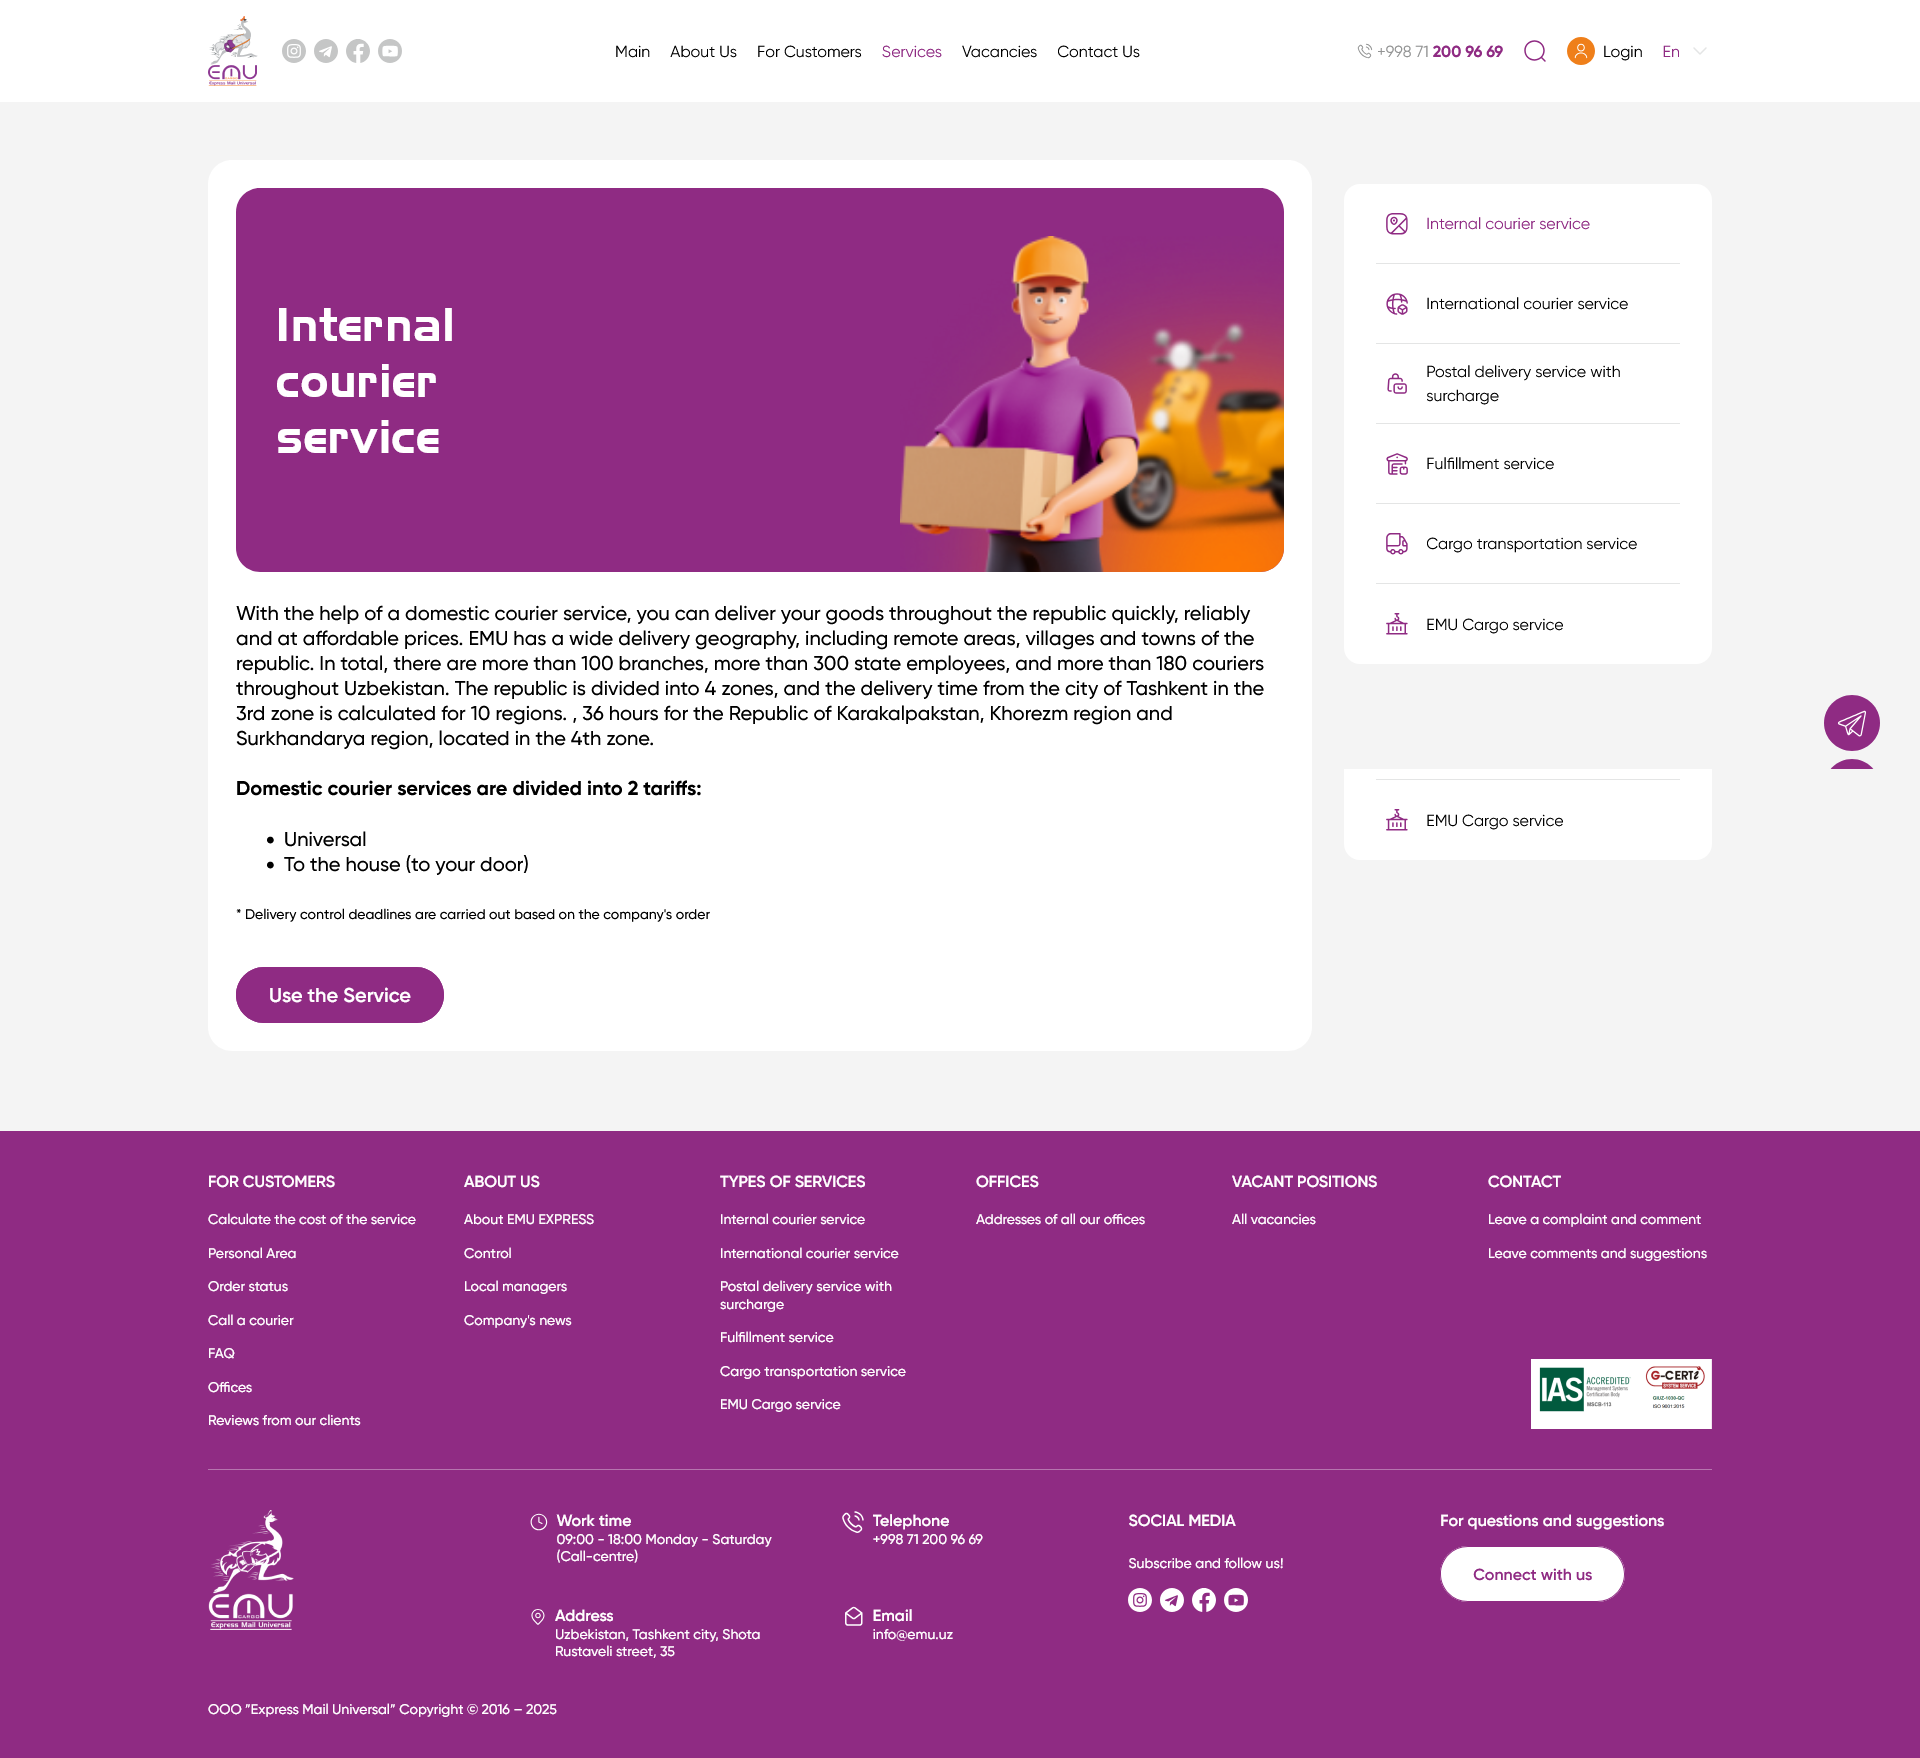 EMU
Express Mail Universal
Main
About Us
For Customers
Services
Vacancies
Contact Us
+998 71 200 96 69
Login
En
Internal
courier
service
With the help of a domestic courier service, you can deliver your goods throughout the republic quickly, reliably
and at affordable prices. EMU has a wide delivery geography, including remote areas, villages and towns of the
republic. In total, there are more than 100 branches, more than 300 state employees, and more than 180 couriers
throughout Uzbekistan. The republic is divided into 4 zones, and the delivery time from the city of Tashkent in the
3rd zone is calculated for 10 regions. , 36 hours for the Republic of Karakalpakstan, Khorezm region and
Surkhandarya region, located in the 4th zone.
Domestic courier services are divided into 2 tariffs:
• Universal
• To the house (to your door)
* Delivery control deadlines are carried out based on the company's order
Use the Service
Internal courier service
International courier service
Postal delivery service with
surcharge
Fulfillment service
Cargo transportation service
EMU Cargo service
EMU Cargo service
FOR CUSTOMERS
Calculate the cost of the service
Personal Area
Order status
Call a courier
FAQ
Offices
Reviews from our clients
ABOUT US
About EMU EXPRESS
Control
Local managers
Company's news
TYPES OF SERVICES
Internal courier service
International courier service
Postal delivery service with
surcharge
Fulfillment service
Cargo transportation service
EMU Cargo service
OFFICES
Addresses of all our offices
VACANT POSITIONS
All vacancies
CONTACT
Leave a complaint and comment
Leave comments and suggestions
IAS
ACCREDITED
Management Systems
Certification Body
MSCB-113
G-CERTi
SYSTEM SERVICE
GIUZ-1030-QC
ISO 9001:2015
EMU
CARGO
Express Mail Universal
Work time
09:00 - 18:00 Monday - Saturday
(Call-centre)
Address
Uzbekistan, Tashkent city, Shota
Rustaveli street, 35
Telephone
+998 71 200 96 69
Email
info@emu.uz
SOCIAL MEDIA
Subscribe and follow us!
For questions and suggestions
Connect with us
OOO "Express Mail Universal" Copyright © 2016 – 2025